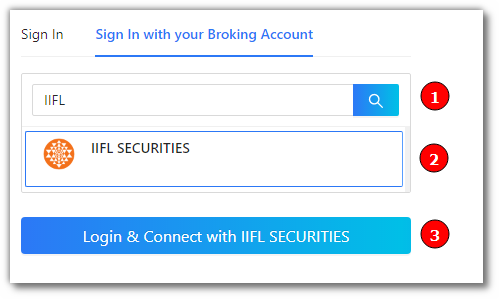 Sign In
Sign In with your Broking Account
IIFL
1
IIFL SECURITIES
2
Login & Connect with IIFL SECURITIES
3